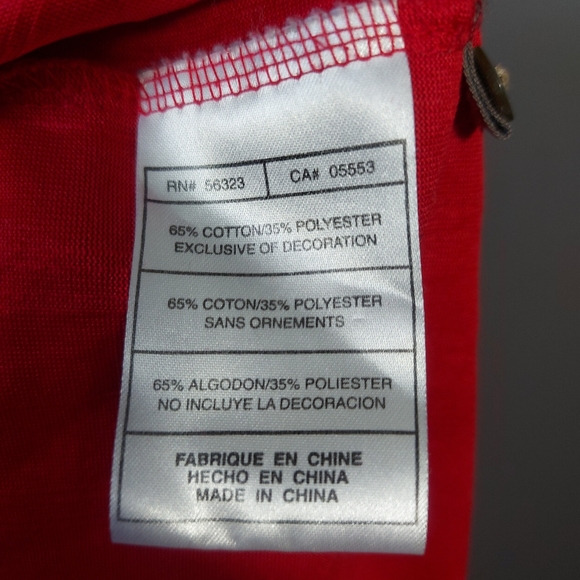 RN# 56323 CA# 05553
65% COTTON/35% POLYESTER
EXCLUSIVE OF DECORATION
65% COTON/35% POLYESTER
SANS ORNEMENTS
65% ALGODON/35% POLIESTER
NO INCLUYE LA DECORACION
FABRIQUE EN CHINE
HECHO EN CHINA
MADE IN CHINA